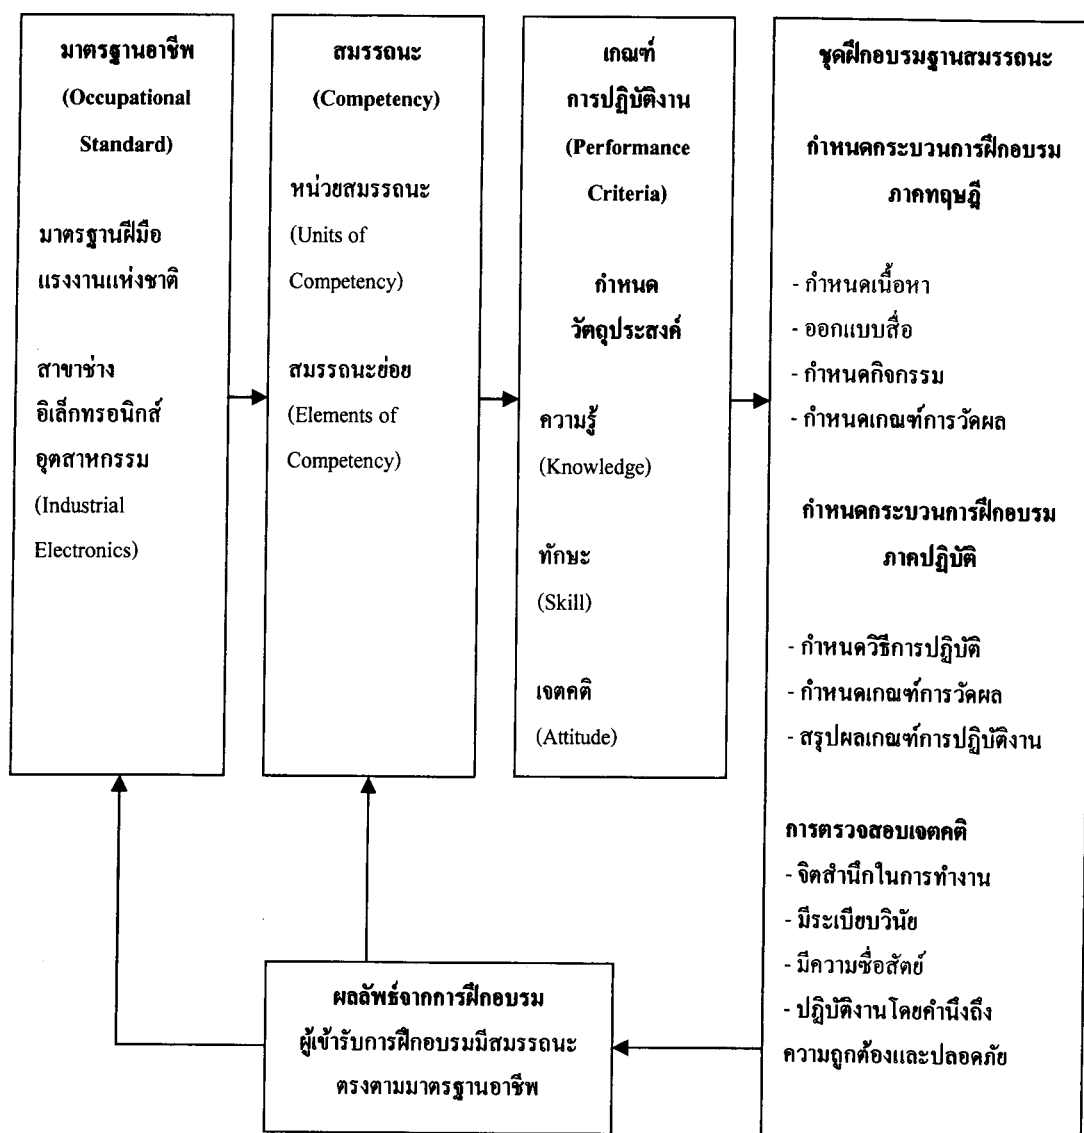 มาตรฐานอาชีพ
(Occupational
Standard)
มาตรฐานฝีมือ
แรงงานแห่งชาติ
สาขาช่าง
อิเล็กทรอนิกส์
อุตสาหกรรม
(Industrial
Electronics)
สมรรถนะ
(Competency)
หน่วยสมรรถนะ
(Units of
Competency)
สมรรถนะย่อย
(Elements of
Competency)
เกณฑ์
การปฏิบัติงาน
(Performance
Criteria)
กำหนด
วัตถุประสงค์
ความรู้
(Knowledge)
ทักษะ
(Skill)
เจตคติ
(Attitude)
ชุดฝึกอบรมฐานสมรรถนะ
กำหนดกระบวนการฝึกอบรม
ภาคทฤษฎี
- กำหนดเนื้อหา
- ออกแบบสื่อ
- กำหนดกิจกรรม
- กำหนดเกณฑ์การวัดผล
กำหนดกระบวนการฝึกอบรม
ภาคปฏิบัติ
- กำหนดวิธีการปฏิบัติ
- กำหนดเกณฑ์การวัดผล
- สรุปผลเกณฑ์การปฏิบัติงาน
การตรวจสอบเจตคติ
- จิตสำนึกในการทำงาน
- มีระเบียบวินัย
- มีความซื่อสัตย์
- ปฏิบัติงานโดยคำนึงถึง
ความถูกต้องและปลอดภัย
ผลลัพธ์จากการฝึกอบรม
ผู้เข้ารับการฝึกอบรมมีสมรรถนะ
ตรงตามมาตรฐานอาชีพ